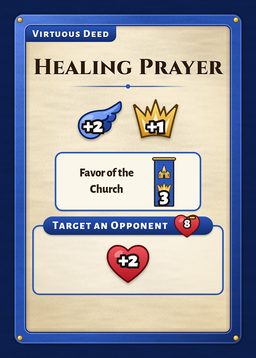 Virtuous Deed
Healing Prayer
+2 +1
Favor of the
Church
3
Target an Opponent 8
+2